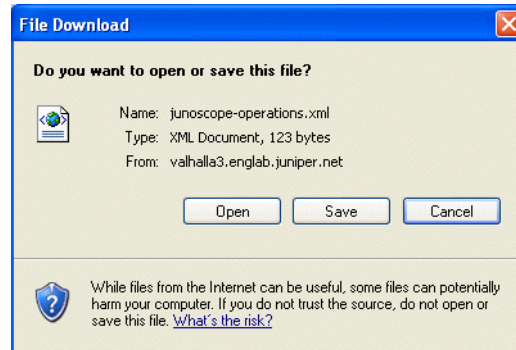 File Download
Do you want to open or save this file?
Name: junoscope-operations.xml
Type: XML Document, 123 bytes
From: valhalla3.englab.juniper.net
Open Save Cancel
While files from the Internet can be useful, some files can potentially
harm your computer. If you do not trust the source, do not open or
save this file. What's the risk?